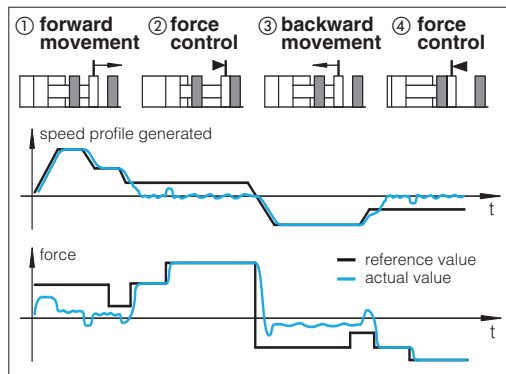 ① forward movement
② force control
③ backward movement
④ force control
speed profile generated
t
force
reference value
actual value
t